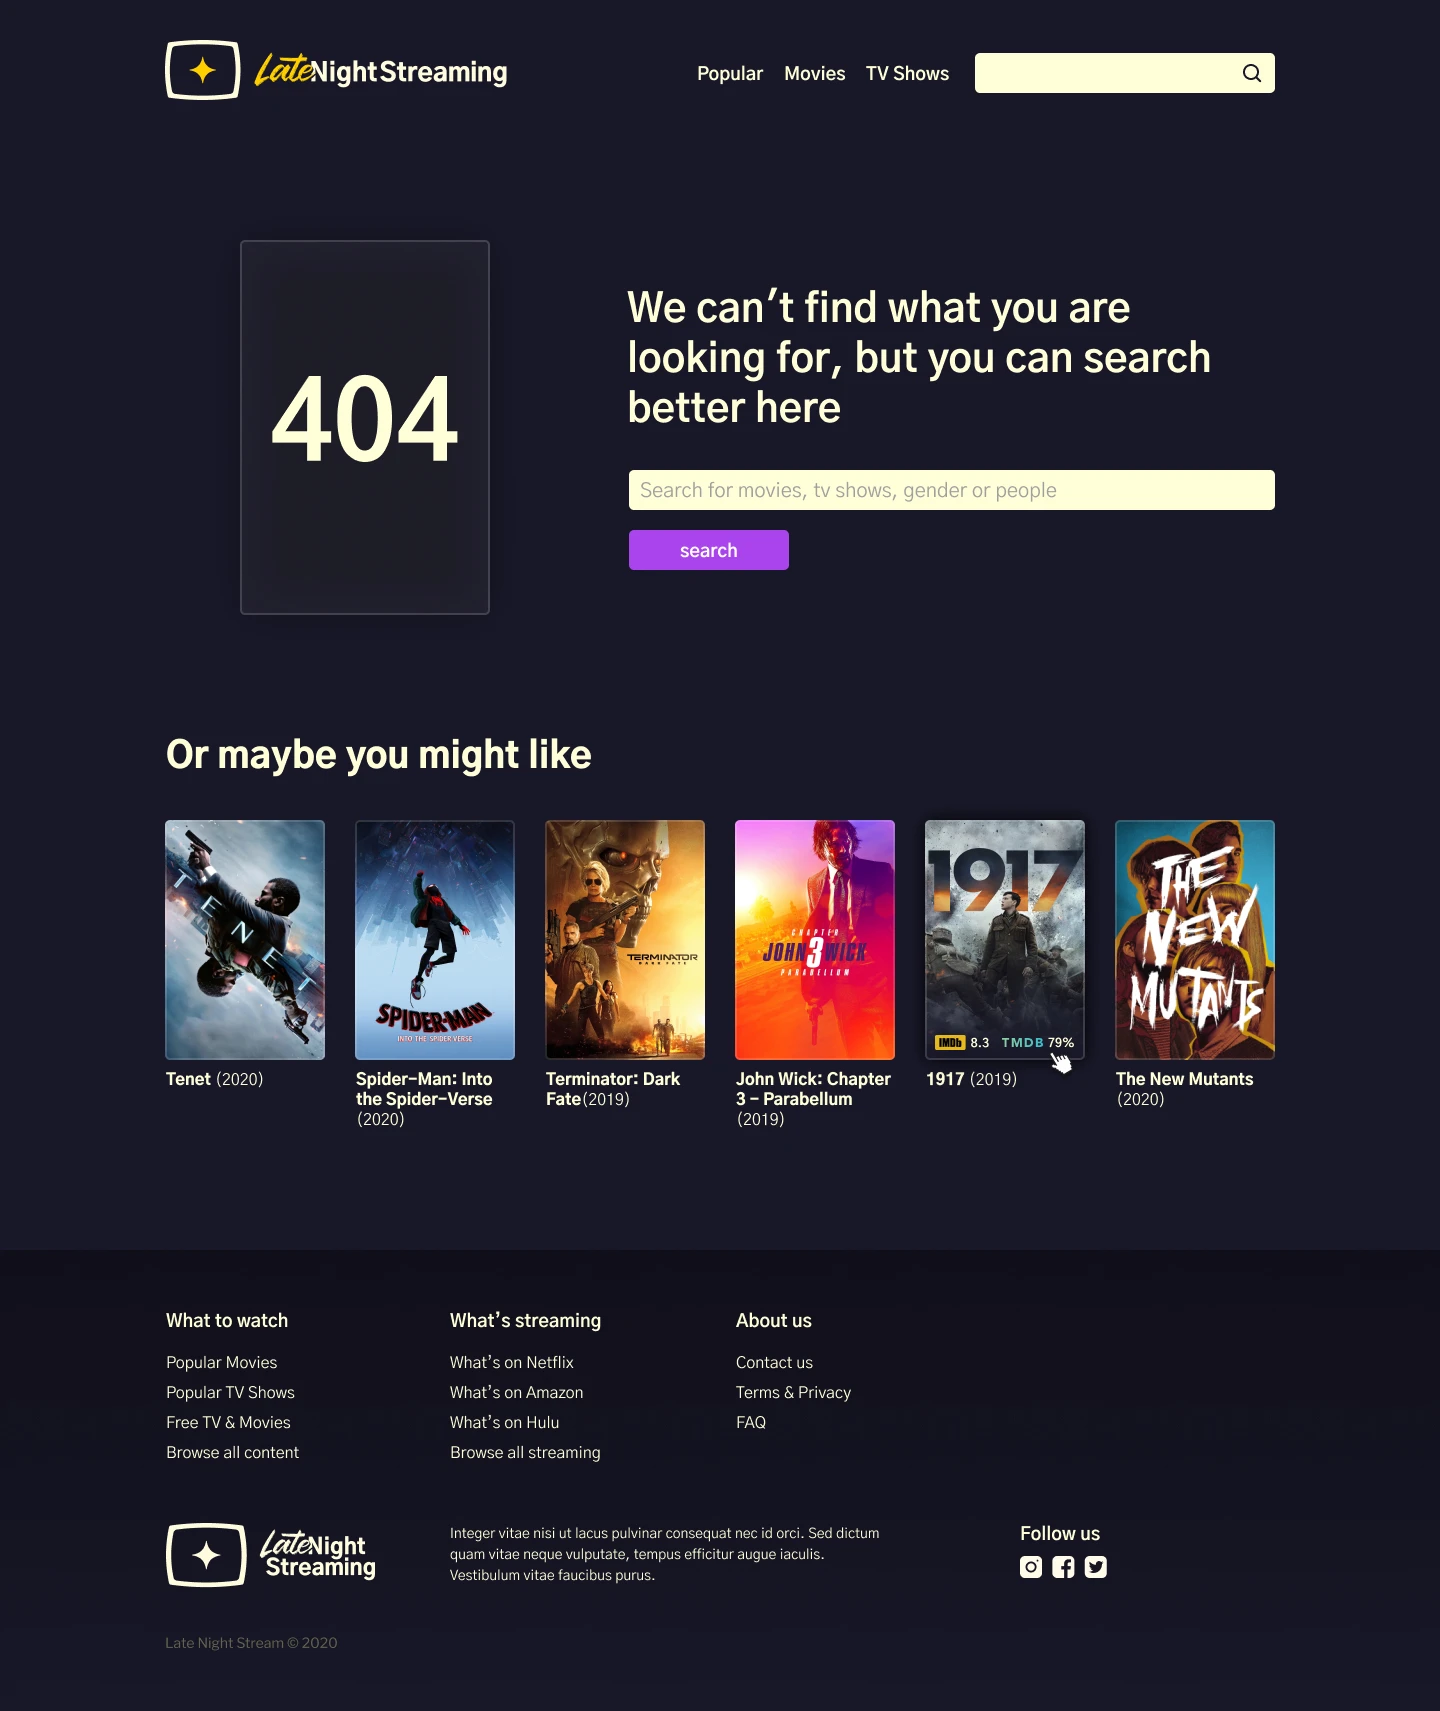 Late Night Streaming
Popular
Movies
TV Shows
404
We can't find what you are
looking for, but you can search
better here
Search for movies, tv shows, gender or people
search
Or maybe you might like
TENET
SPIDER-MAN
INTO THE SPIDER-VERSE
TERMINATOR
DARK FATE
CHAPTER
JOHN 3 WICK
PARABELLUM
1917
IMDb 8.3 TMDB 79%
THE
NEW
MUTANTS
Tenet (2020)
Spider-Man: Into
the Spider-Verse
(2020)
Terminator: Dark
Fate(2019)
John Wick: Chapter
3 - Parabellum
(2019)
1917 (2019)
The New Mutants
(2020)
What to watch
Popular Movies
Popular TV Shows
Free TV & Movies
Browse all content
What's streaming
What's on Netflix
What's on Amazon
What's on Hulu
Browse all streaming
About us
Contact us
Terms & Privacy
FAQ
Late Night
Streaming
Integer vitae nisi ut lacus pulvinar consequat nec id orci. Sed dictum
quam vitae neque vulputate, tempus efficitur augue iaculis.
Vestibulum vitae faucibus purus.
Follow us
Late Night Stream © 2020